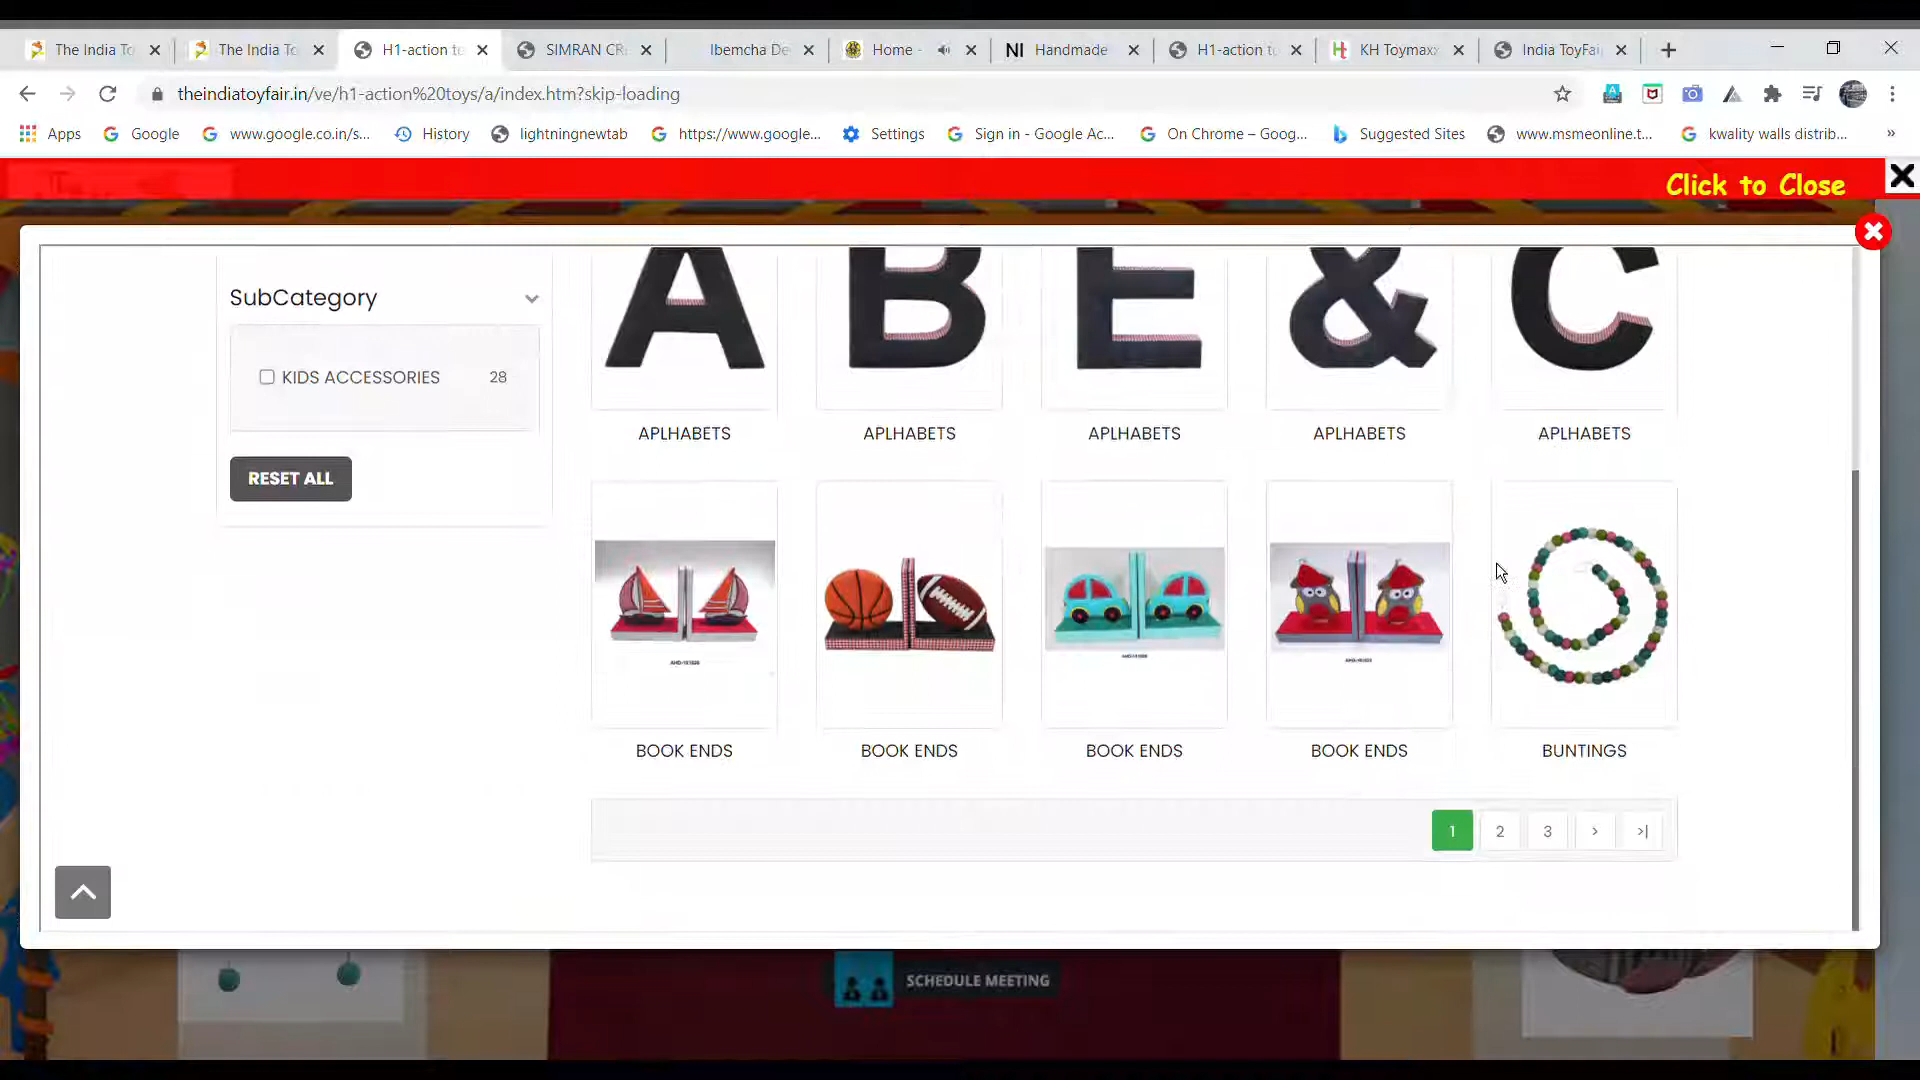 The India To
The India To
H1-action to
SIMRAN CR
Ibemcha De
Home -
NI Handmade
H1-action to
KH Toymaxx
India ToyFai
theindiatoyfair.in/ve/h1-action%20toys/a/index.htm?skip-loading
Apps
Google
www.google.co.in/s...
History
lightningnewtab
https://www.google...
Settings
Sign in - Google Ac...
On Chrome – Goog...
Suggested Sites
www.msmeonline.t...
kwality walls distrib...
»
Click to Close
SubCategory
KIDS ACCESSORIES 28
RESET ALL
A B E & C
APLHABETS APLHABETS APLHABETS APLHABETS APLHABETS
BOOK ENDS BOOK ENDS BOOK ENDS BOOK ENDS BUNTINGS
1 2 3 > >|
SCHEDULE MEETING